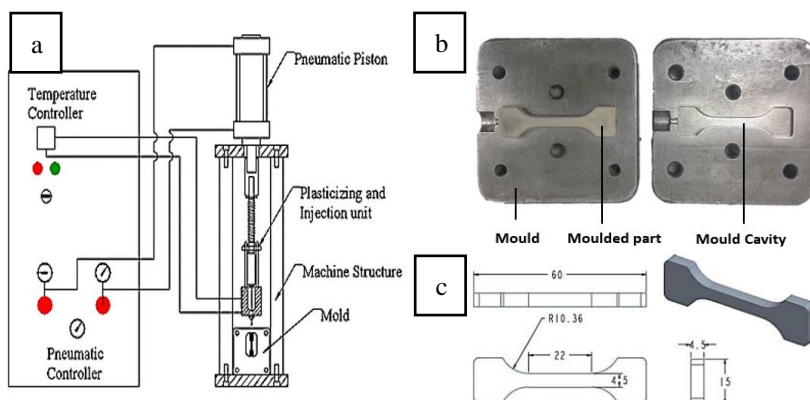 a
Temperature
Controller
Pneumatic
Controller
Pneumatic Piston
Plasticizing and
Injection unit
Machine Structure
Mold
b
Mould
Moulded part
Mould Cavity
c
60
R10.36
22
4.5
4.5
15